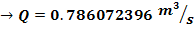 → Q = 0.786072396 m³/s